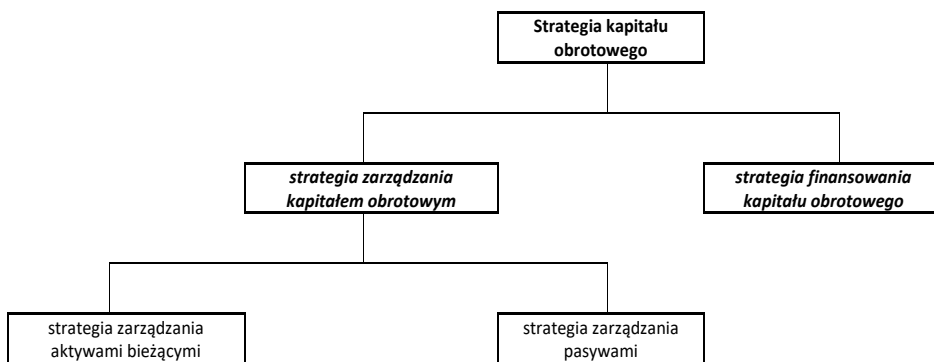 Strategia kapitału
obrotowego
strategia zarządzania
kapitałem obrotowym
strategia finansowania
kapitału obrotowego
strategia zarządzania
aktywami bieżącymi
strategia zarządzania
pasywami